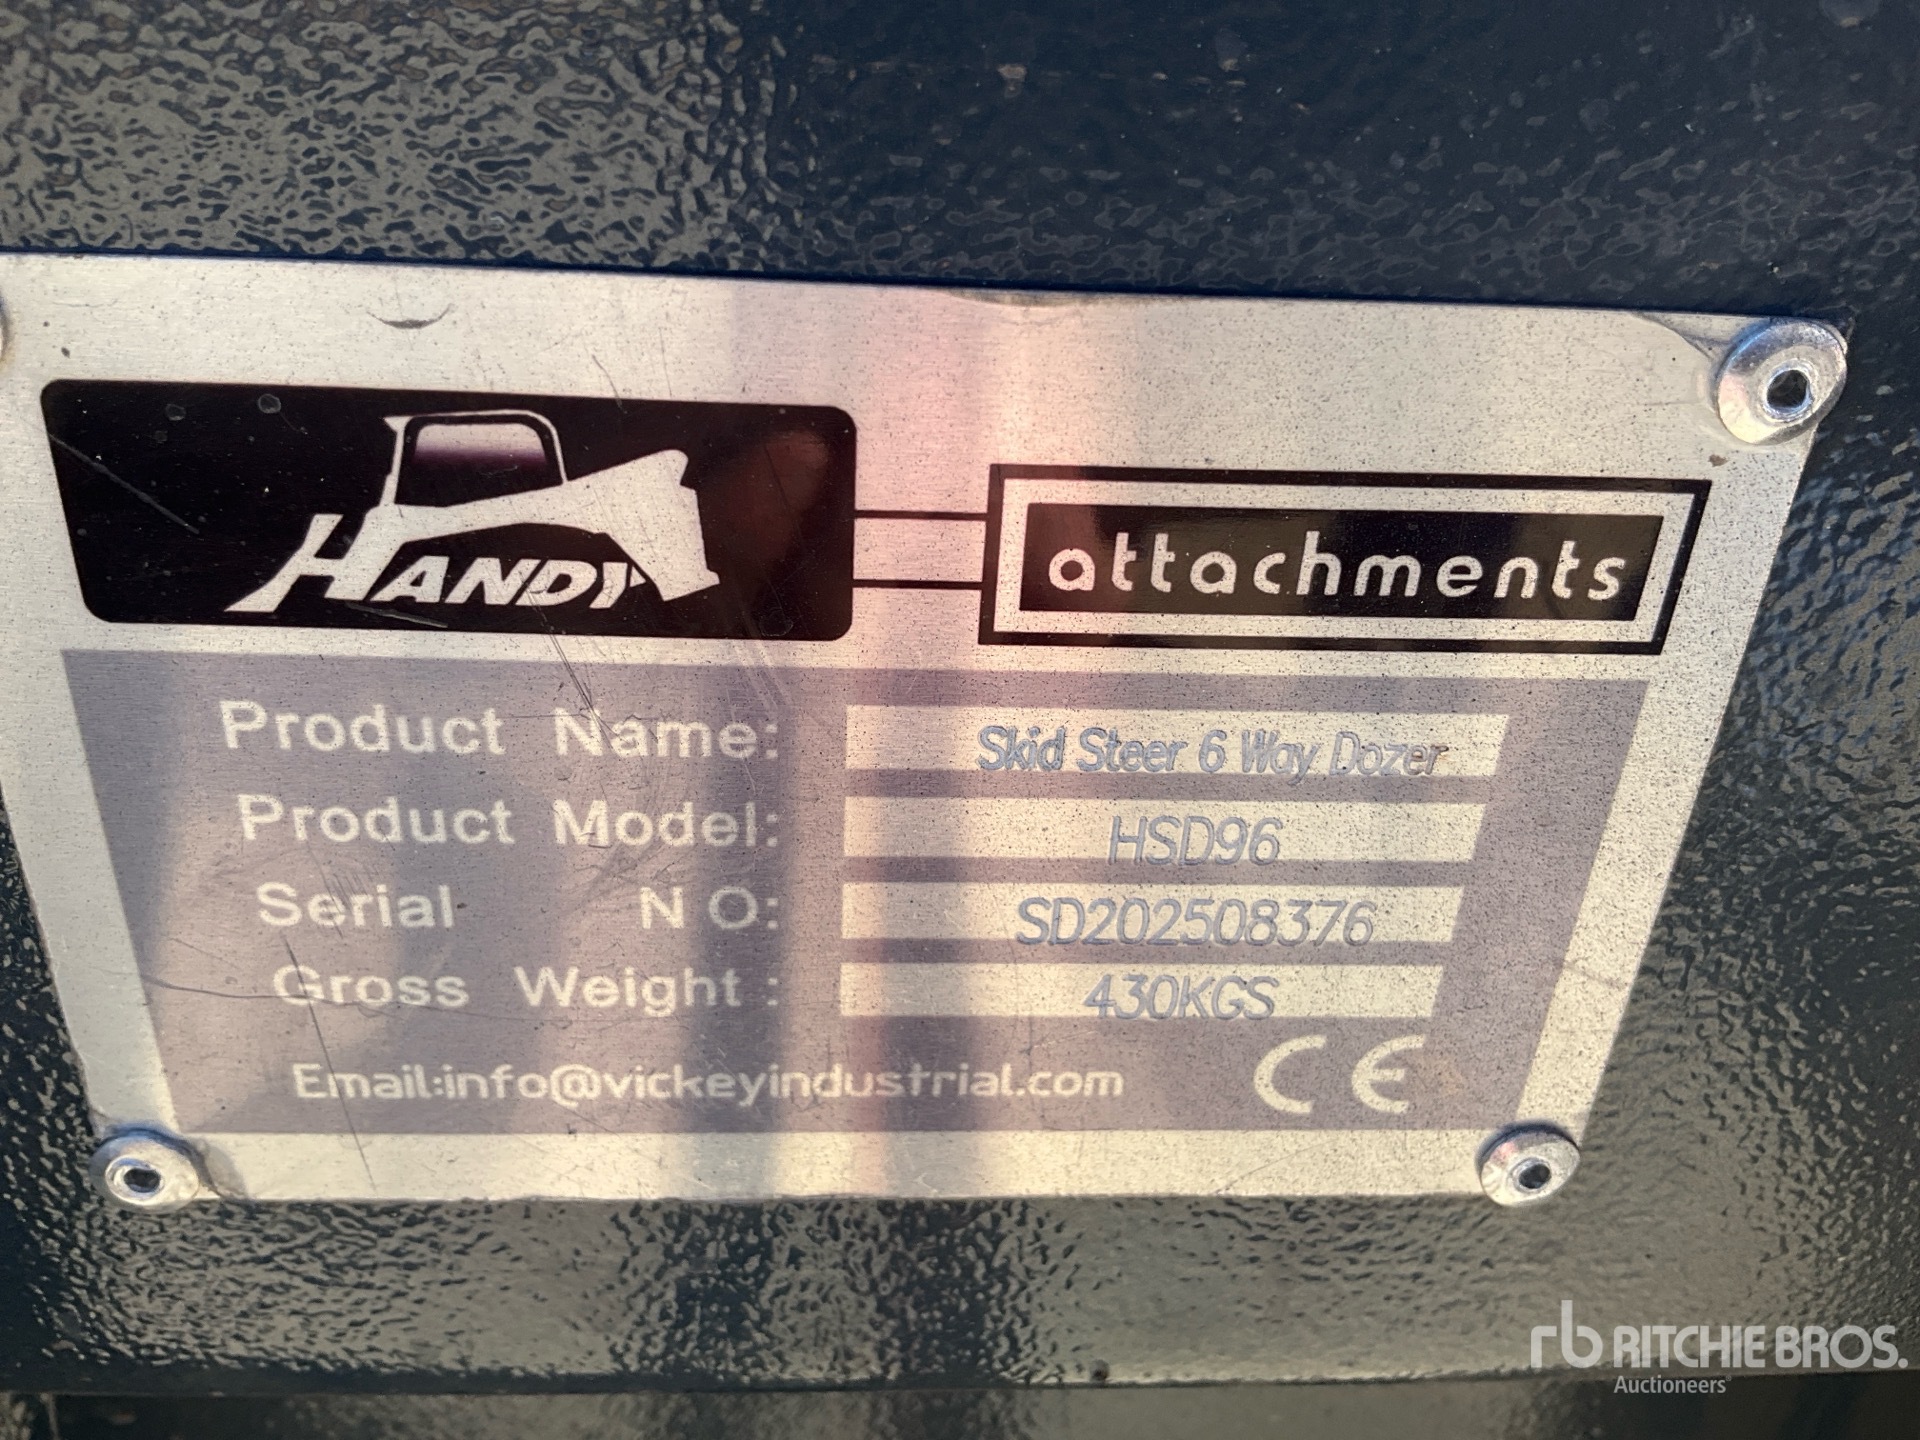 HANDY
attachments
Product Name: Skid Steer 6 Way Dozer
Product Model: HSD96
Serial NO: SD202508376
Gross Weight: 430KGS
Email:info@vickeyindustrial.com CE
rb RITCHIE BROS.
Auctioneers